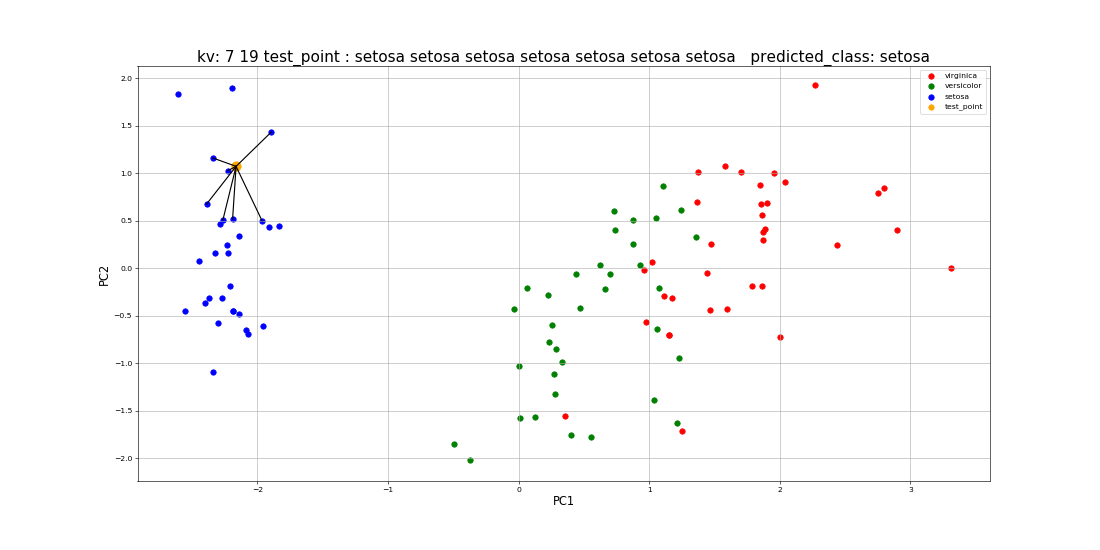 kv: 7 19 test_point : setosa setosa setosa setosa setosa setosa setosa   predicted_class: setosa
virginica
versicolor
setosa
test_point
2.0
1.5
1.0
0.5
0.0
−0.5
−1.0
−1.5
−2.0
PC2
−2
−1
0
1
2
3
PC1